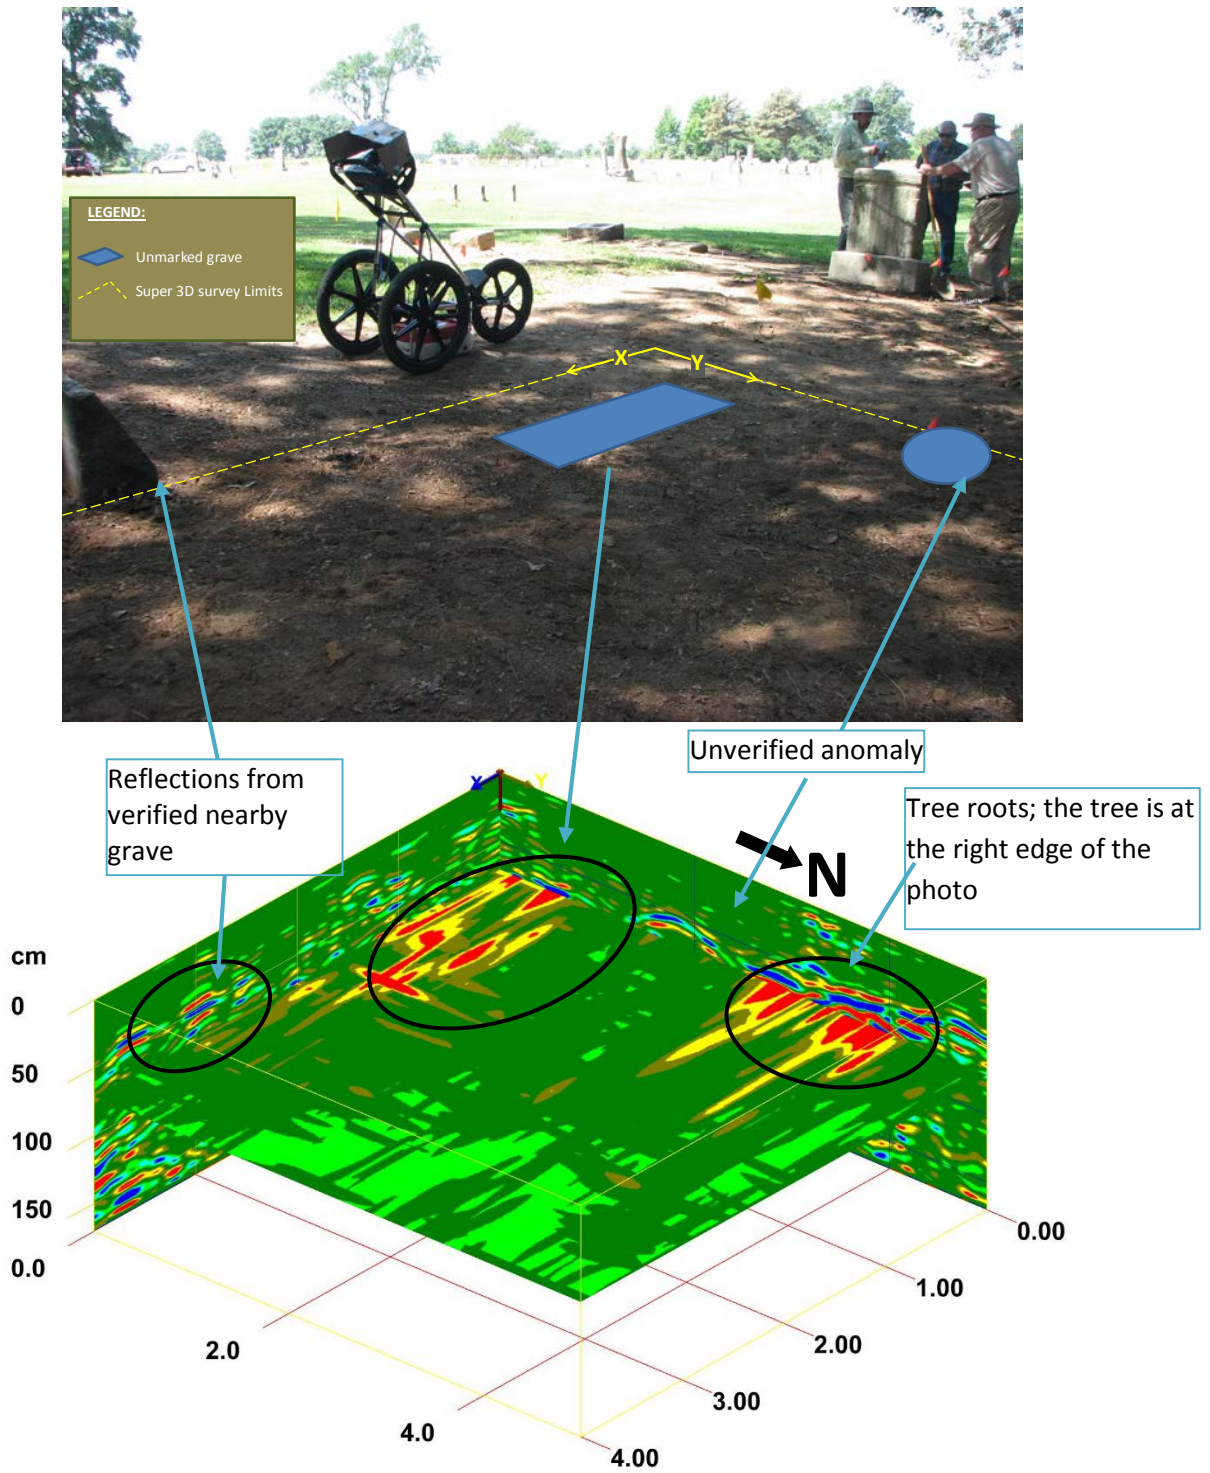 LEGEND:
Unmarked grave
Super 3D survey Limits
X
Y
Unverified anomaly
Reflections from
verified nearby
grave
Tree roots; the tree is at
the right edge of the
photo
X
Y
N
cm
0
50
100
150
0.0
2.0
4.0
0.00
1.00
2.00
3.00
4.00